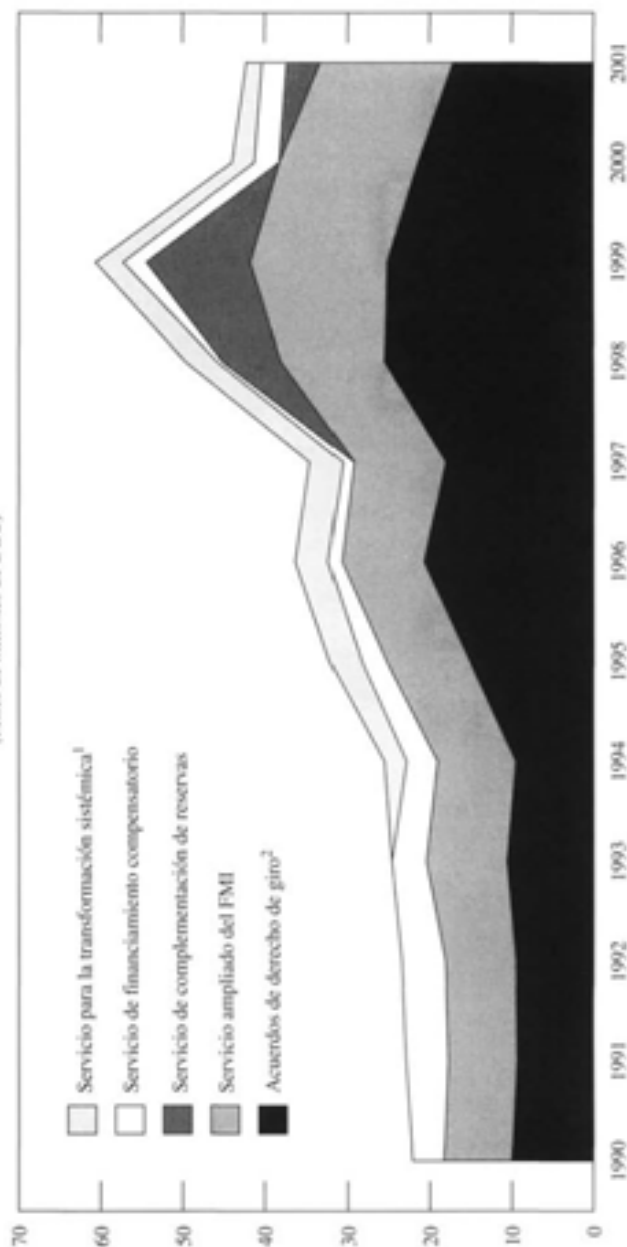 70
60
50
40
30
20
10
0
Servicio para la transformación sistémica¹
Servicio de financiamiento compensatorio
Servicio de complementación de reservas
Servicio ampliado del FMI
Acuerdos de derecho de giro²
1990 1991 1992 1993 1994 1995 1996 1997 1998 1999 2000 2001